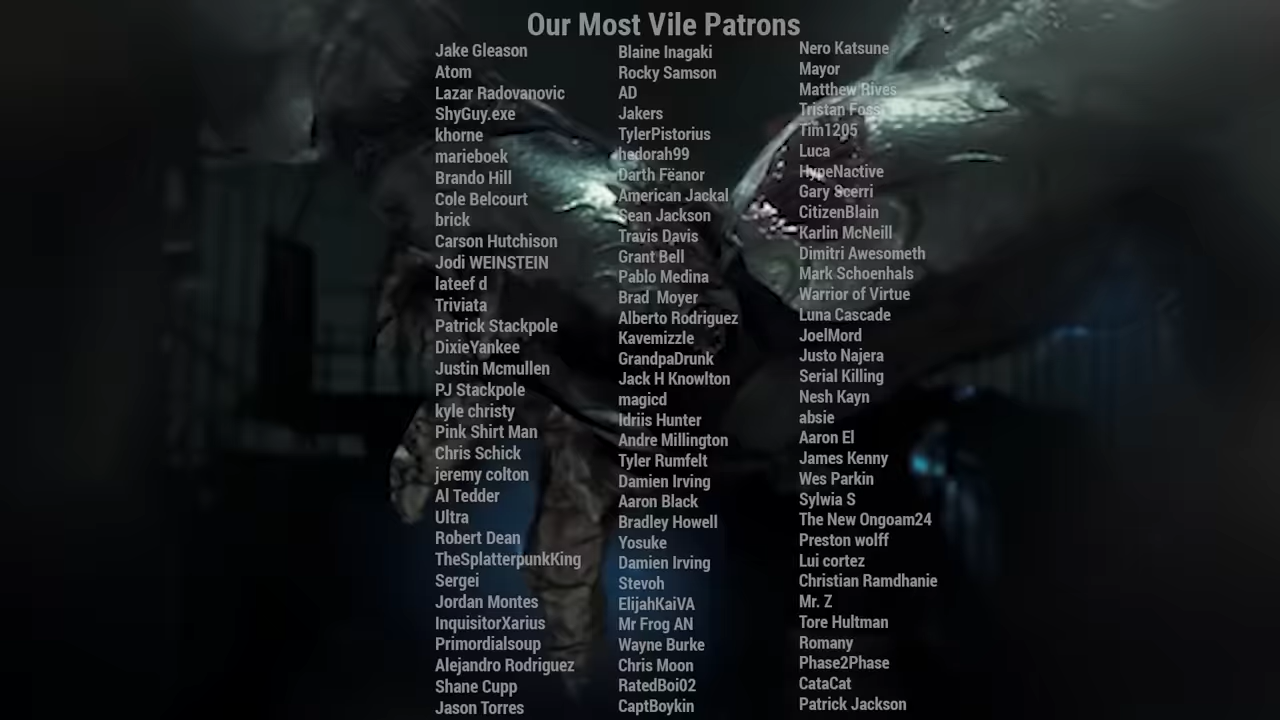 Our Most Vile Patrons
Jake Gleason
Atom
Lazar Radovanovic
ShyGuy.exe
khorne
marieboek
Brando Hill
Cole Belcourt
brick
Carson Hutchison
Jodi WEINSTEIN
lateef d
Triviata
Patrick Stackpole
DixieYankee
Justin Mcmullen
PJ Stackpole
kyle christy
Pink Shirt Man
Chris Schick
jeremy colton
Al Tedder
Ultra
Robert Dean
TheSplatterpunkKing
Sergei
Jordan Montes
InquisitorXarius
Primordialsoup
Alejandro Rodriguez
Shane Cupp
Jason Torres
Blaine Inagaki
Rocky Samson
AD
Jakers
TylerPistorius
hedorah99
Darth Fëanor
American Jackal
Sean Jackson
Travis Davis
Grant Bell
Pablo Medina
Brad  Moyer
Alberto Rodriguez
Kavemizzle
GrandpaDrunk
Jack H Knowlton
magicd
Idriis Hunter
Andre Millington
Tyler Rumfelt
Damien Irving
Aaron Black
Bradley Howell
Yosuke
Damien Irving
Stevoh
ElijahKaiVA
Mr Frog AN
Wayne Burke
Chris Moon
RatedBoi02
CaptBoykin
Nero Katsune
Mayor
Matthew Rives
Tristan Foss
Tim1205
Luca
HypeNactive
Gary Scerri
CitizenBlain
Karlin McNeill
Dimitri Awesometh
Mark Schoenhals
Warrior of Virtue
Luna Cascade
JoelMord
Justo Najera
Serial Killing
Nesh Kayn
absie
Aaron El
James Kenny
Wes Parkin
Sylwia S
The New Ongoam24
Preston wolff
Lui cortez
Christian Ramdhanie
Mr. Z
Tore Hultman
Romany
Phase2Phase
CataCat
Patrick Jackson